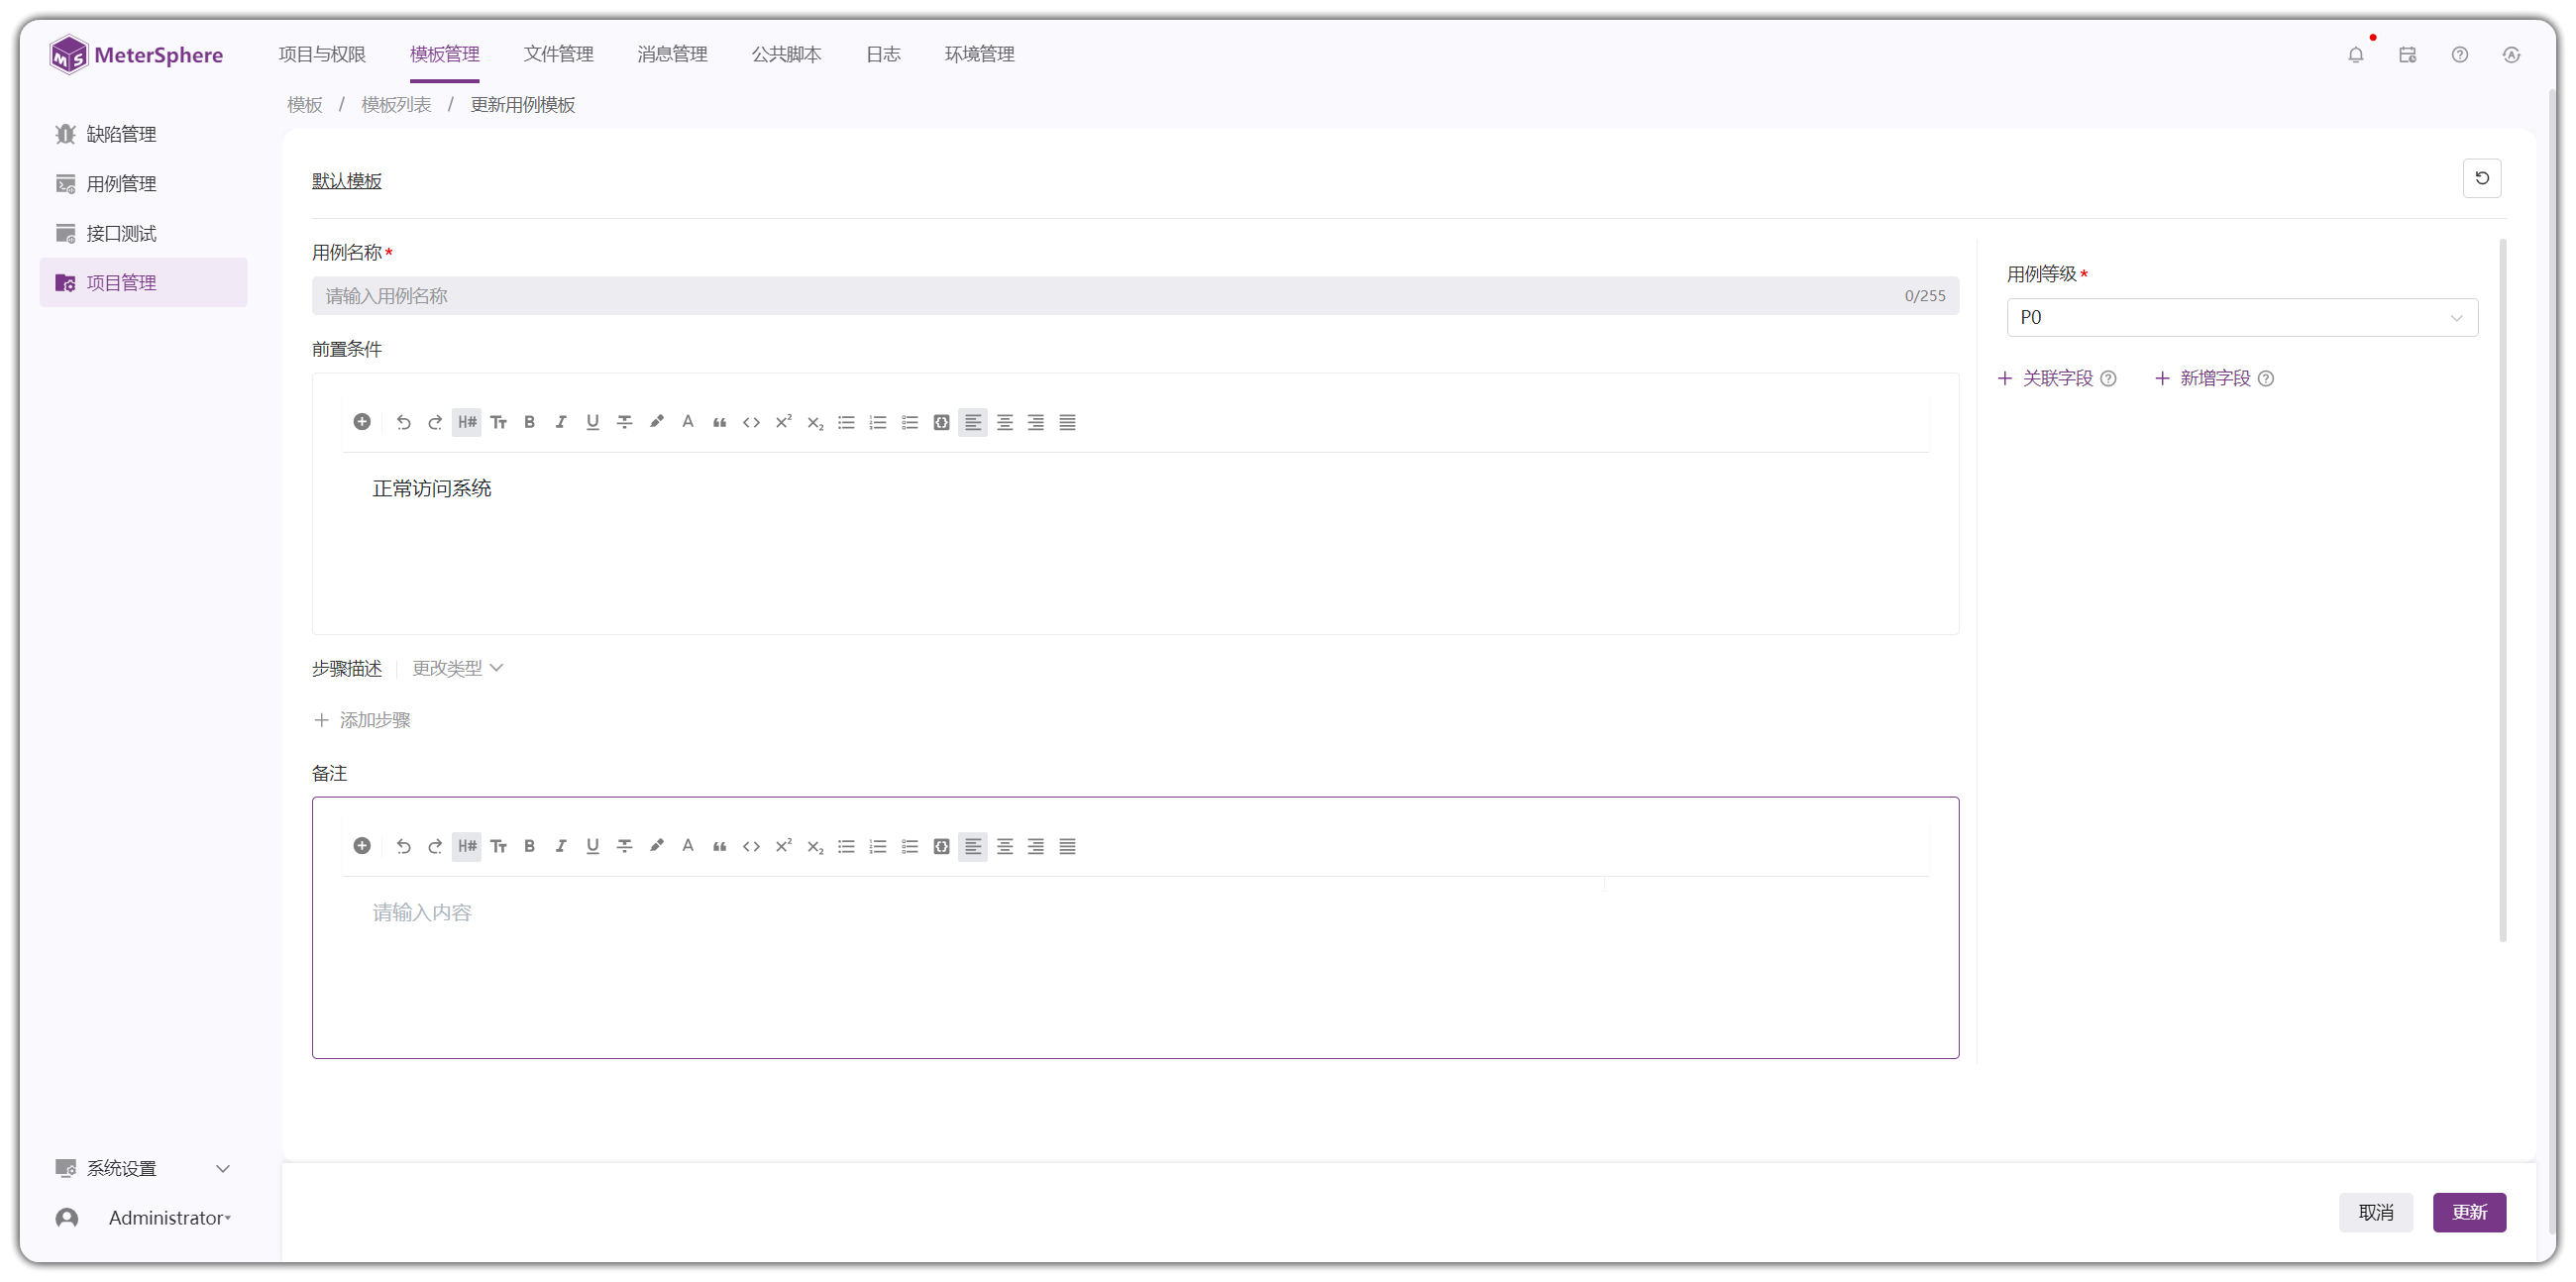 MeterSphere
项目与权限 模板管理 文件管理 消息管理 公共脚本 日志 环境管理
模板 / 模板列表 / 更新用例模板
缺陷管理
用例管理
接口测试
项目管理
默认模板
用例名称*
请输入用例名称 0/255
前置条件
H# Tr B I U A X² X₂
正常访问系统
步骤描述 更改类型
+ 添加步骤
备注
H# Tr B I U A X² X₂
请输入内容
用例等级*
P0
+ 关联字段 + 新增字段
系统设置
Administrator
取消 更新